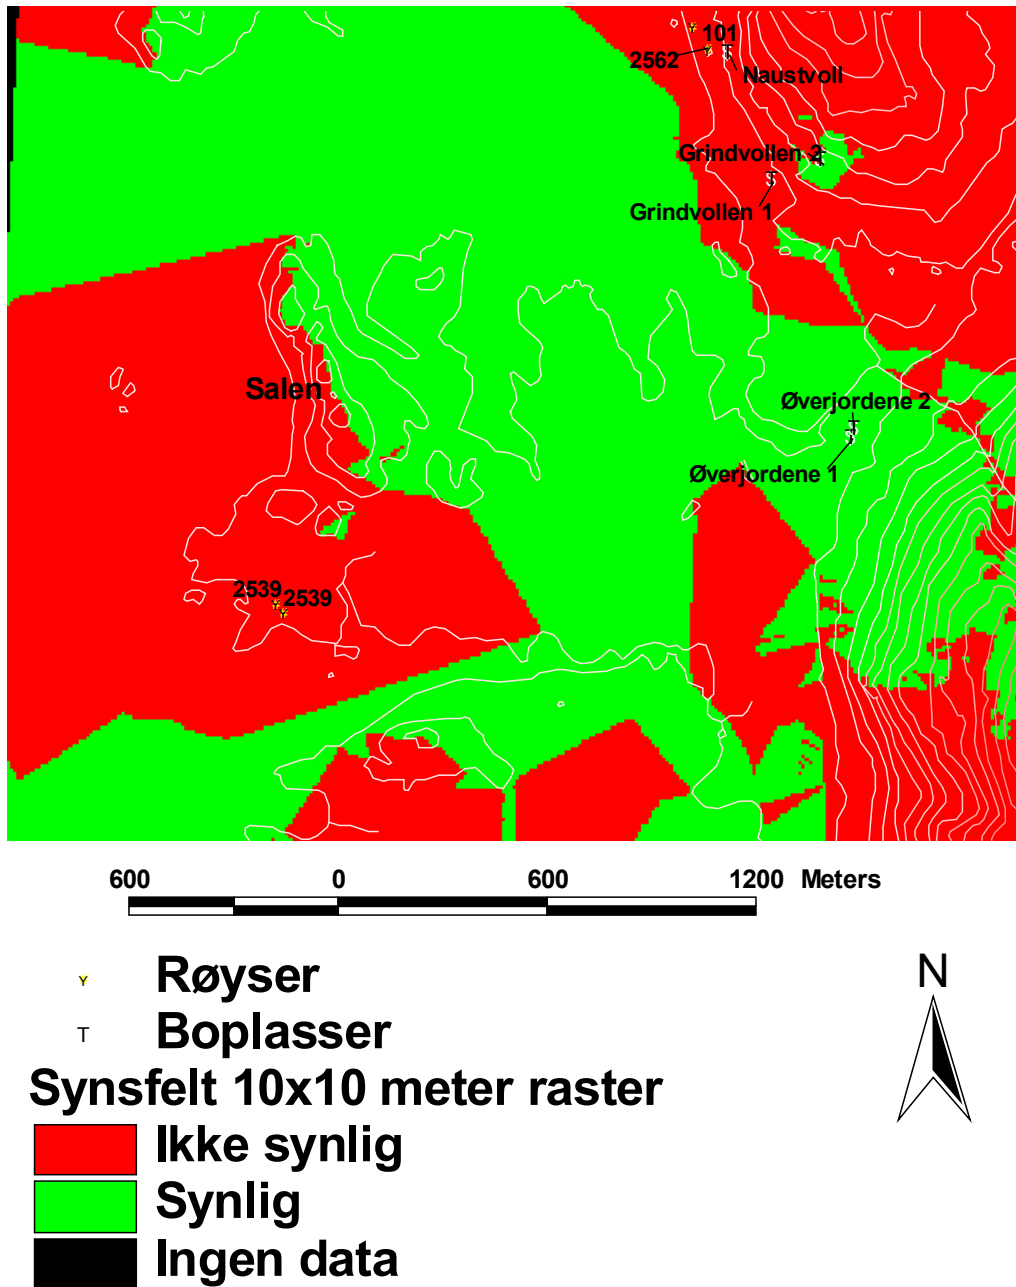 101
2562
Naustvoll
Grindvollen 2
Grindvollen 1
Salen
Øverjordene 2
Øverjordene 1
2539
2539
600 0 600 1200 Meters
Y Røyser
T Boplasser
N
Synsfelt 10x10 meter raster
Ikke synlig
Synlig
Ingen data